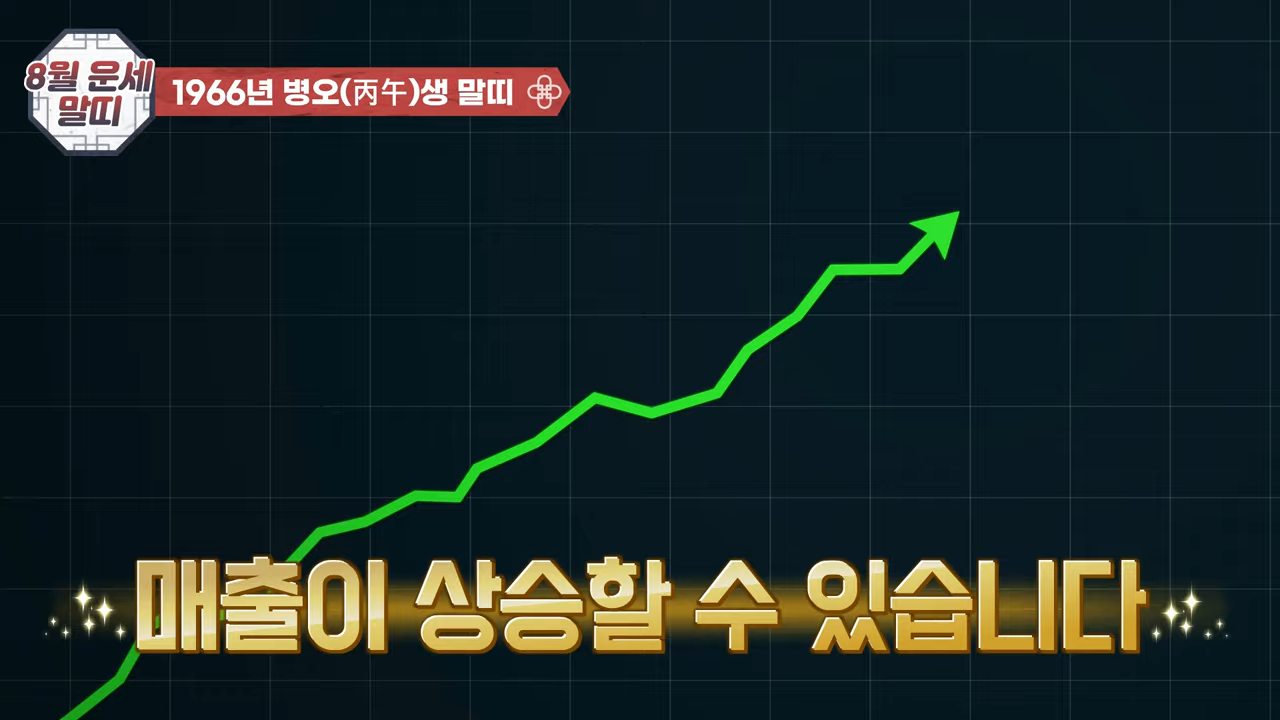 8월 운세
말띠
1966년 병오(丙午)생 말띠
매출이 상승할 수 있습니다